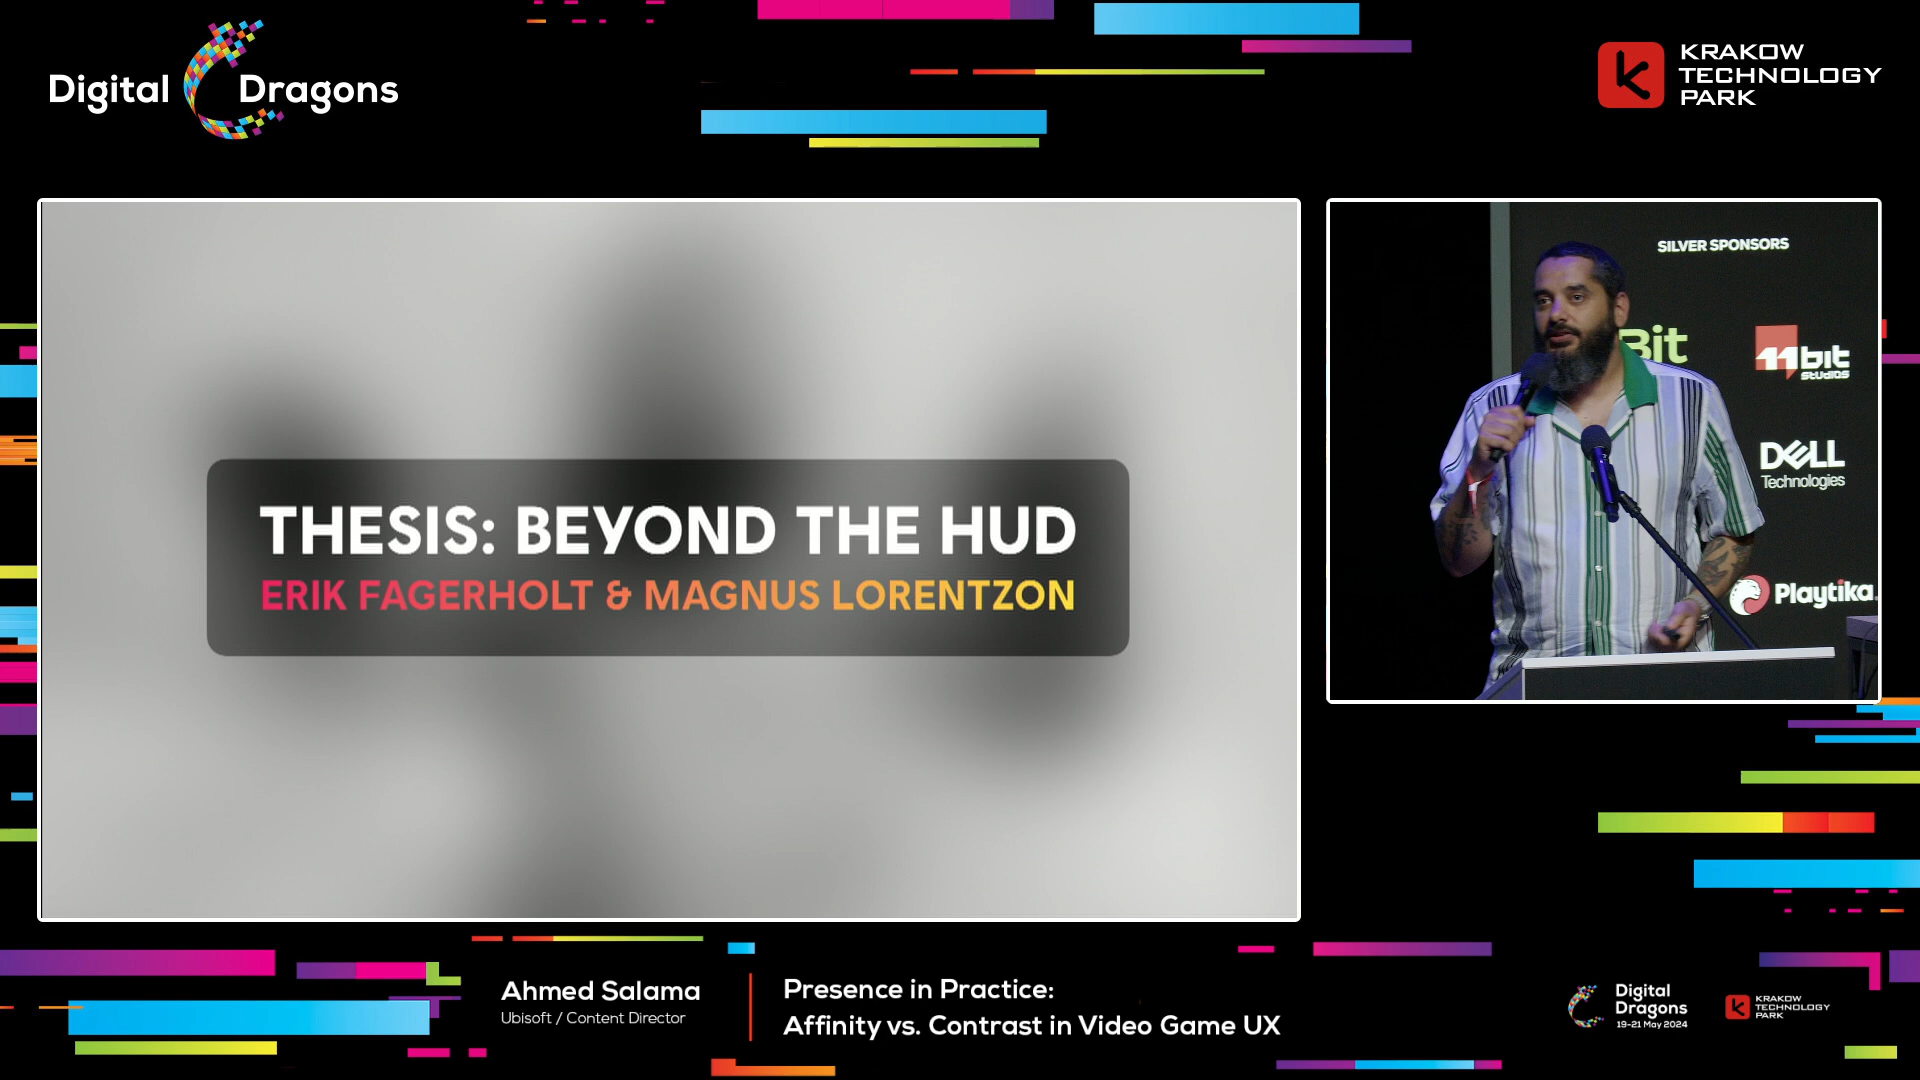 Digital Dragons
KRAKOW
TECHNOLOGY
PARK
THESIS: BEYOND THE HUD
ERIK FAGERHOLT & MAGNUS LORENTZON
SILVER SPONSORS
Bit
11 bit
STUDIOS
DELL
Technologies
Playtika
Ahmed Salama
Ubisoft / Content Director
Presence in Practice:
Affinity vs. Contrast in Video Game UX
Digital
Dragons
19-21 May 2024
KRAKOW
TECHNOLOGY
PARK